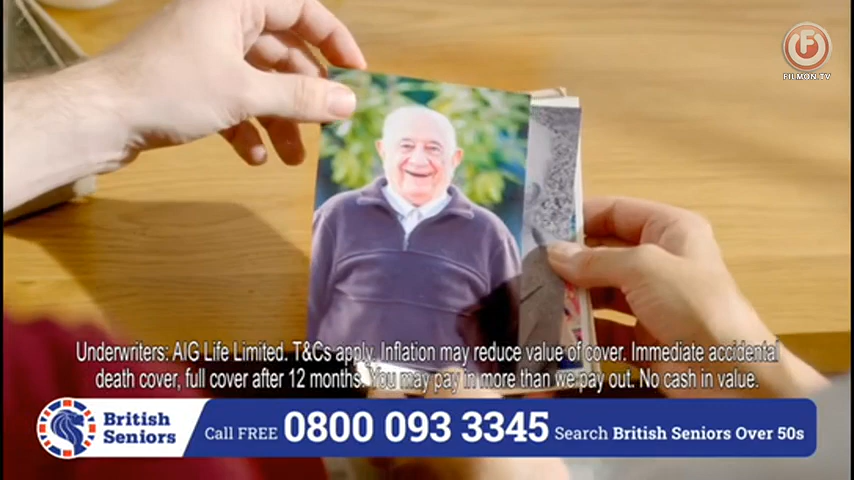 FILMON TV
Underwriters: AIG Life Limited. T&Cs apply. Inflation may reduce value of cover. Immediate accidental
death cover, full cover after 12 months. You may pay in more than we pay out. No cash in value.
British
Seniors
Call FREE 0800 093 3345 Search British Seniors Over 50s